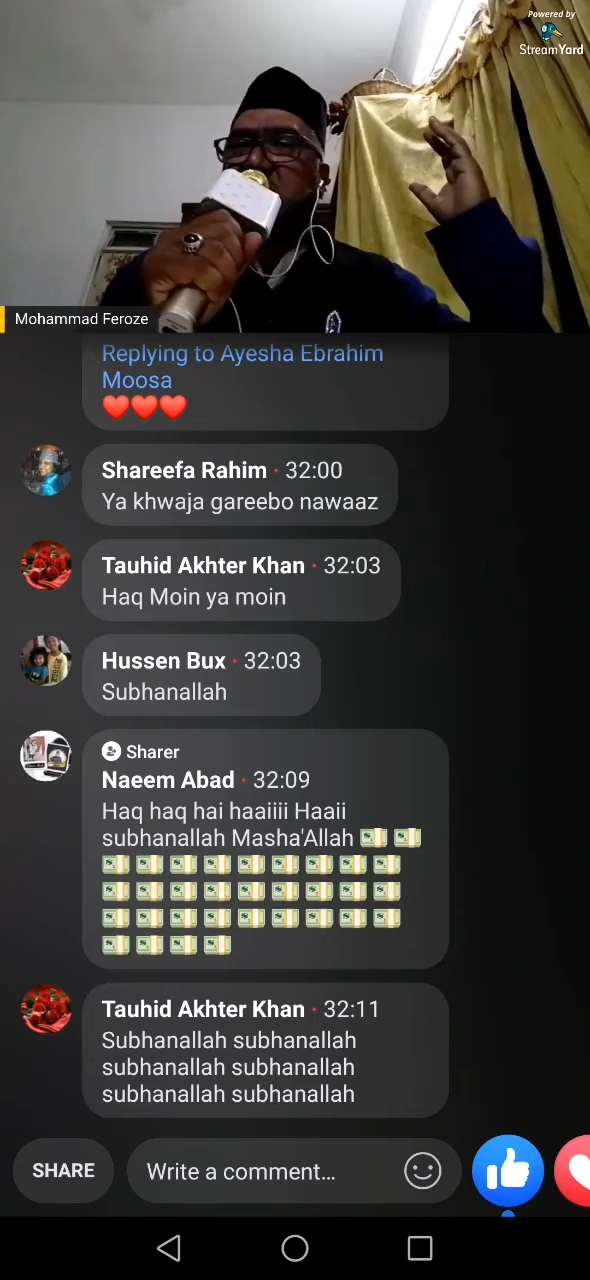 Powered by
StreamYard
Mohammad Feroze
Replying to Ayesha Ebrahim
Moosa
❤️❤️❤️
Shareefa Rahim • 32:00
Ya khwaja gareebo nawaaz
Tauhid Akhter Khan • 32:03
Haq Moin ya moin
Hussen Bux • 32:03
Subhanallah
Sharer
Naeem Abad • 32:09
Haq haq hai haaiiii Haaii
subhanallah Masha'Allah 💵 💵
💵 💵 💵 💵 💵 💵 💵 💵 💵
💵 💵 💵 💵 💵 💵 💵 💵 💵
💵 💵 💵 💵 💵 💵 💵 💵 💵
💵 💵 💵 💵
Tauhid Akhter Khan • 32:11
Subhanallah subhanallah
subhanallah subhanallah
subhanallah subhanallah
SHARE
Write a comment...